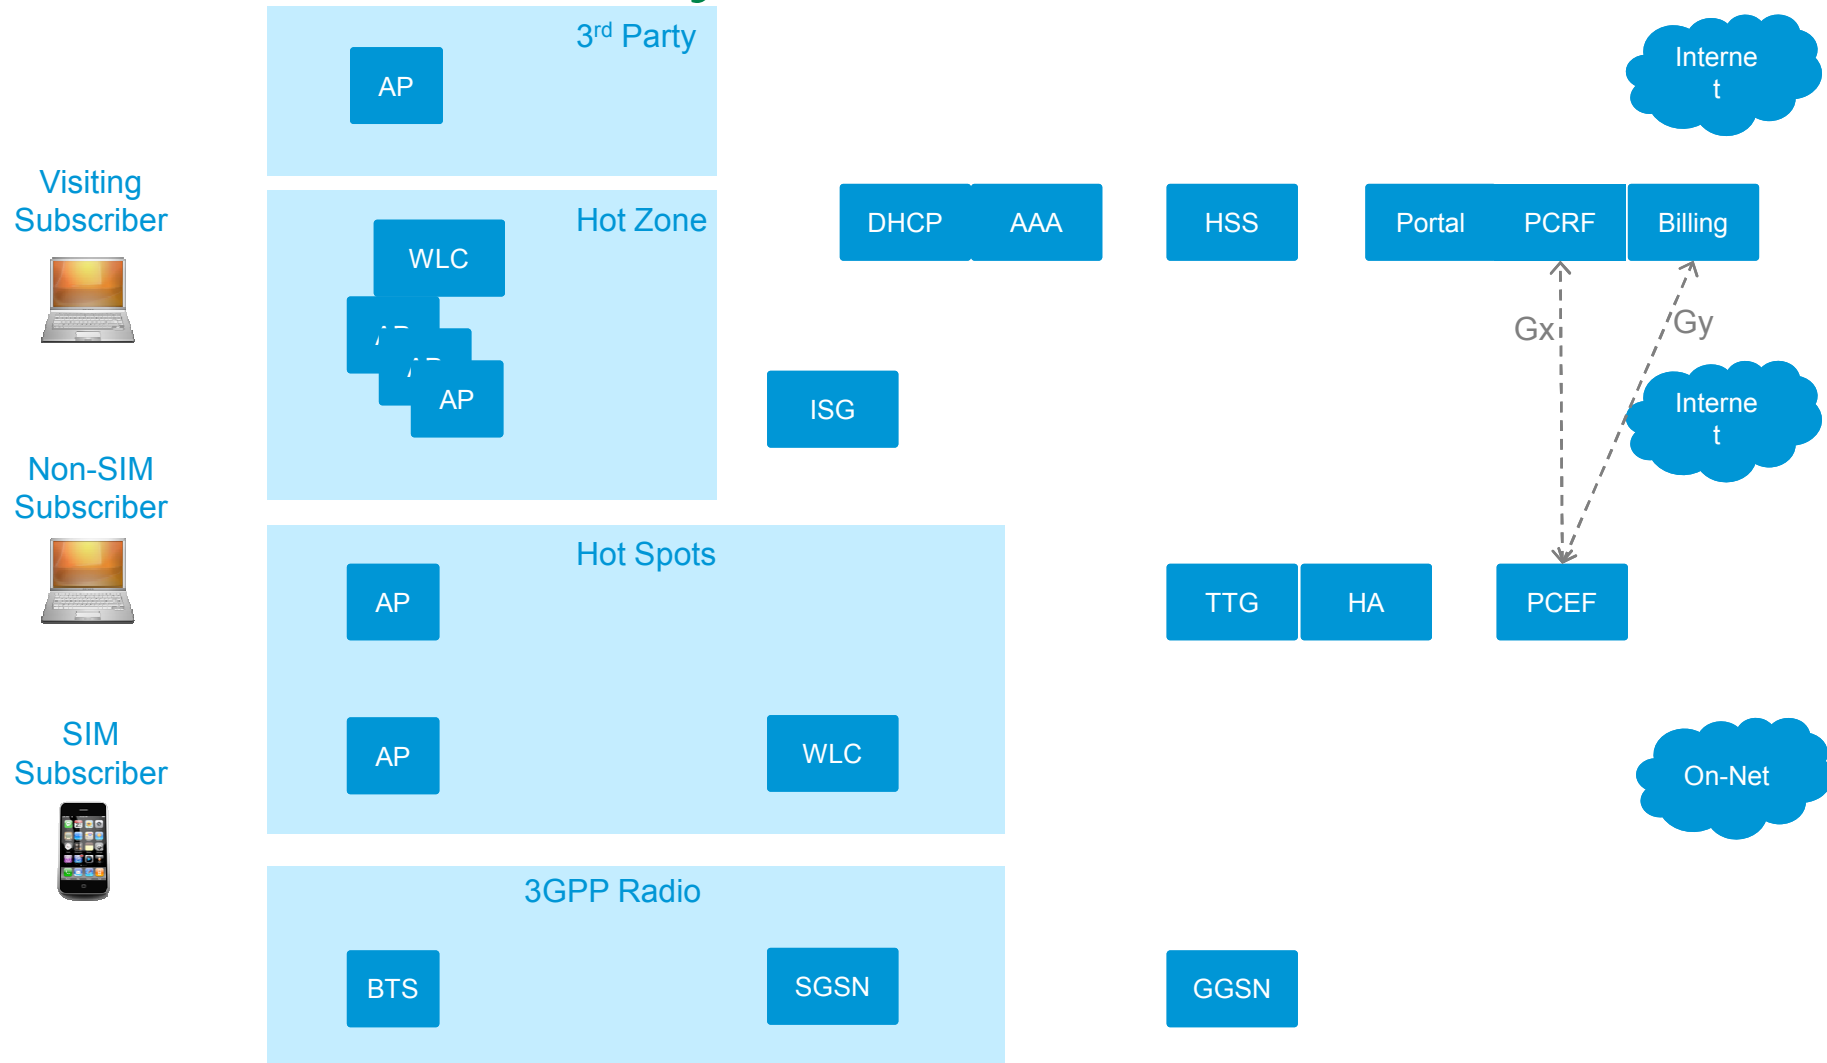 3rd Party
AP
Interne
t
Visiting
Subscriber
Hot Zone
WLC
AP
AP
AP
DHCP
AAA
HSS
Portal
PCRF
Billing
Gx
Gy
ISG
Interne
t
Non-SIM
Subscriber
Hot Spots
AP
TTG
HA
PCEF
SIM
Subscriber
AP
WLC
On-Net
3GPP Radio
BTS
SGSN
GGSN